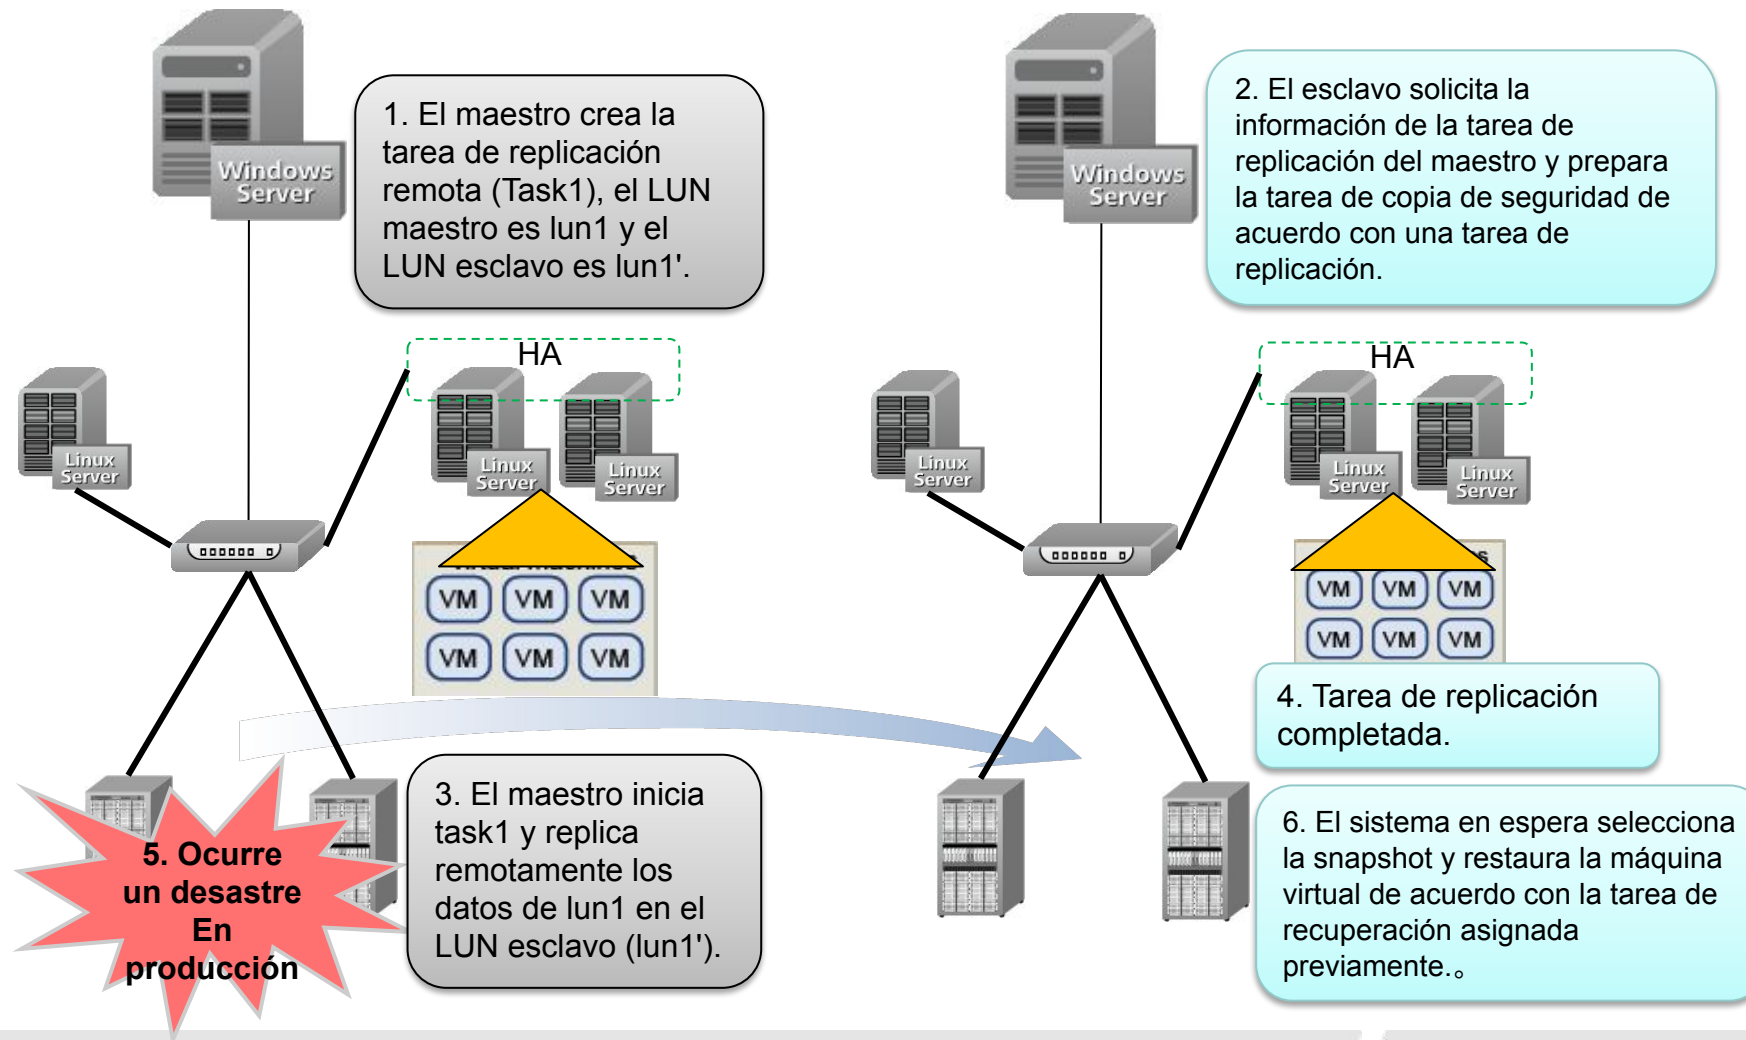 Windows
Server
1. El maestro crea la
tarea de replicación
remota (Task1), el LUN
maestro es lun1 y el
LUN esclavo es lun1'.
Windows
Server
2. El esclavo solicita la
información de la tarea de
replicación del maestro y prepara
la tarea de copia de seguridad de
acuerdo con una tarea de
replicación.
HA
Linux
Server
Linux
Server
Linux
Server
HA
Linux
Server
Linux
Server
Linux
Server
VM VM VM
VM VM VM
VM VM VM
VM VM VM
4. Tarea de replicación
completada.
3. El maestro inicia
task1 y replica
remotamente los
datos de lun1 en el
LUN esclavo (lun1').
5. Ocurre
un desastre
En
producción
6. El sistema en espera selecciona
la snapshot y restaura la máquina
virtual de acuerdo con la tarea de
recuperación asignada
previamente.。